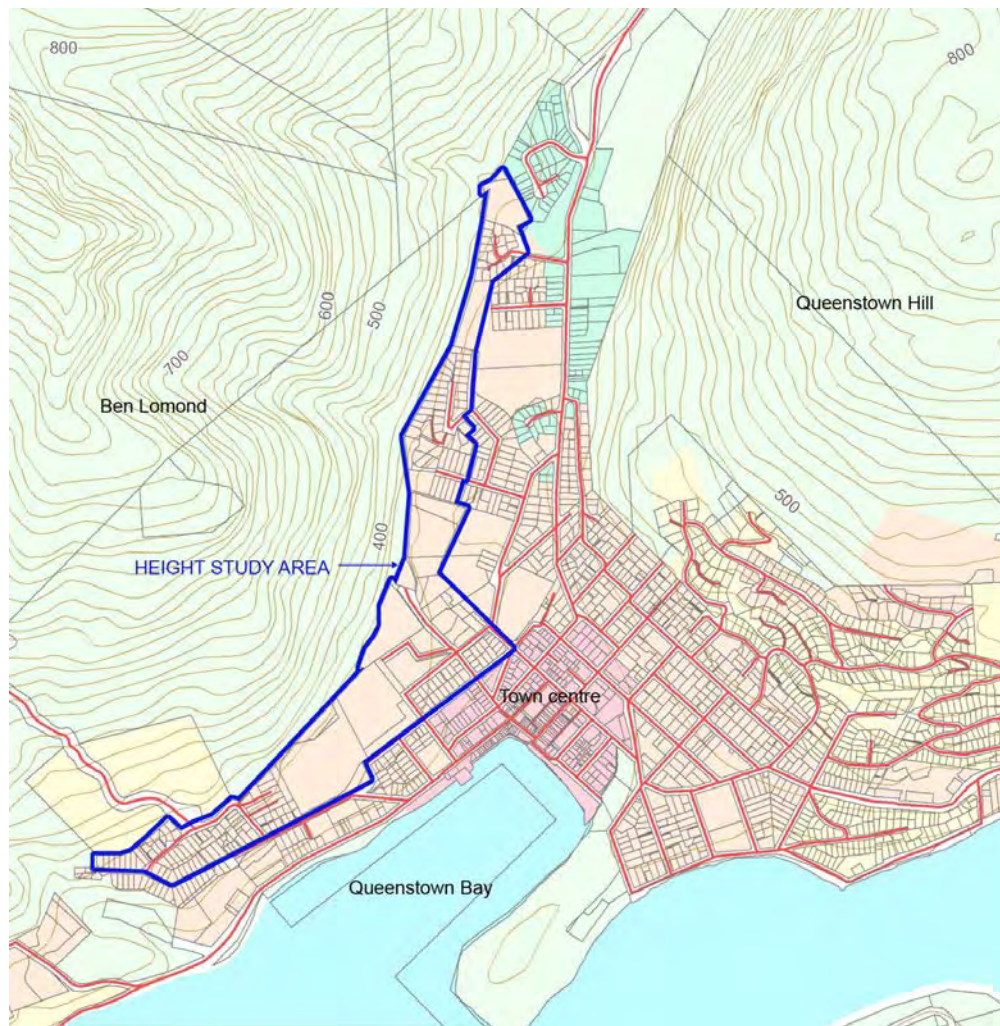 800
800
Queenstown Hill
600
500
700
Ben Lomond
500
400
HEIGHT STUDY AREA
Town centre
Queenstown Bay